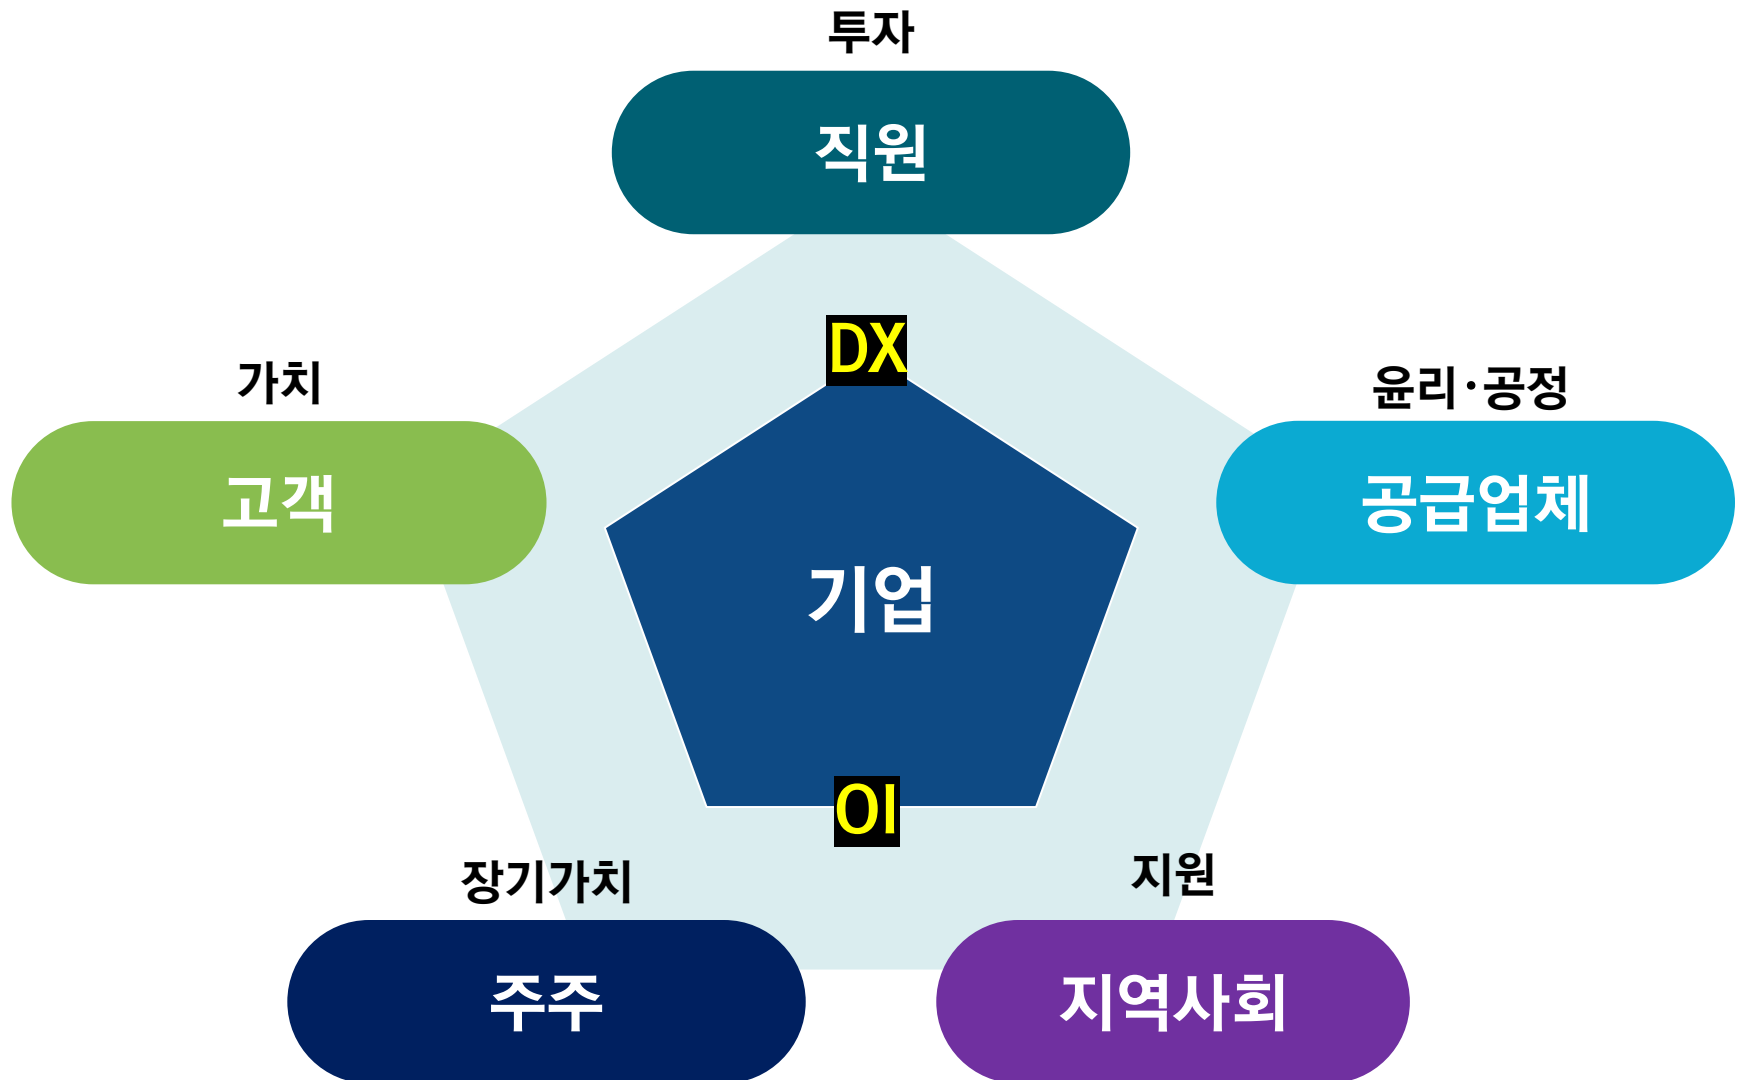 투자
직원
DX
가치
윤리·공정
고객
공급업체
기업
OI
장기가치
지원
주주
지역사회